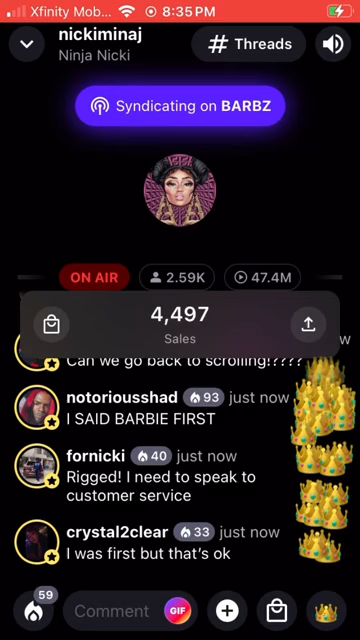 Xfinity Mob... 8:35 PM
nickiminaj
Ninja Nicki
# Threads
Syndicating on BARBZ
ON AIR 2.59K 47.4M
4,497
Sales
w
Can we go back to scrolling!????
notoriousshad 93 just now
I SAID BARBIE FIRST
fornicki 40 just now
Rigged! I need to speak to
customer service
crystal2clear 33 just now
I was first but that's ok
59
Comment GIF